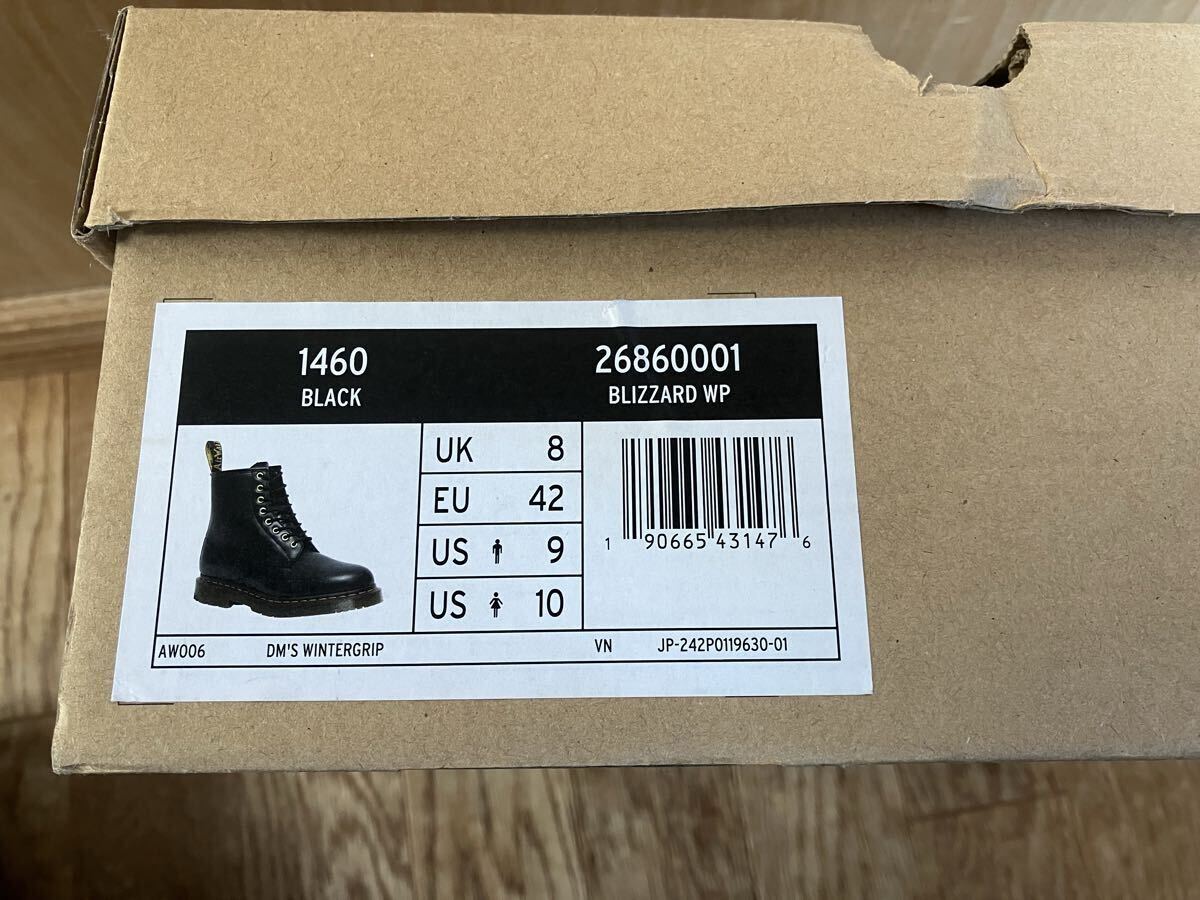 1460
BLACK
26860001
BLIZZARD WP
UK 8
EU 42
US 9
US 10
1 90665 43147 6
AW006 DM'S WINTERGRIP VN JP-242P0119630-01